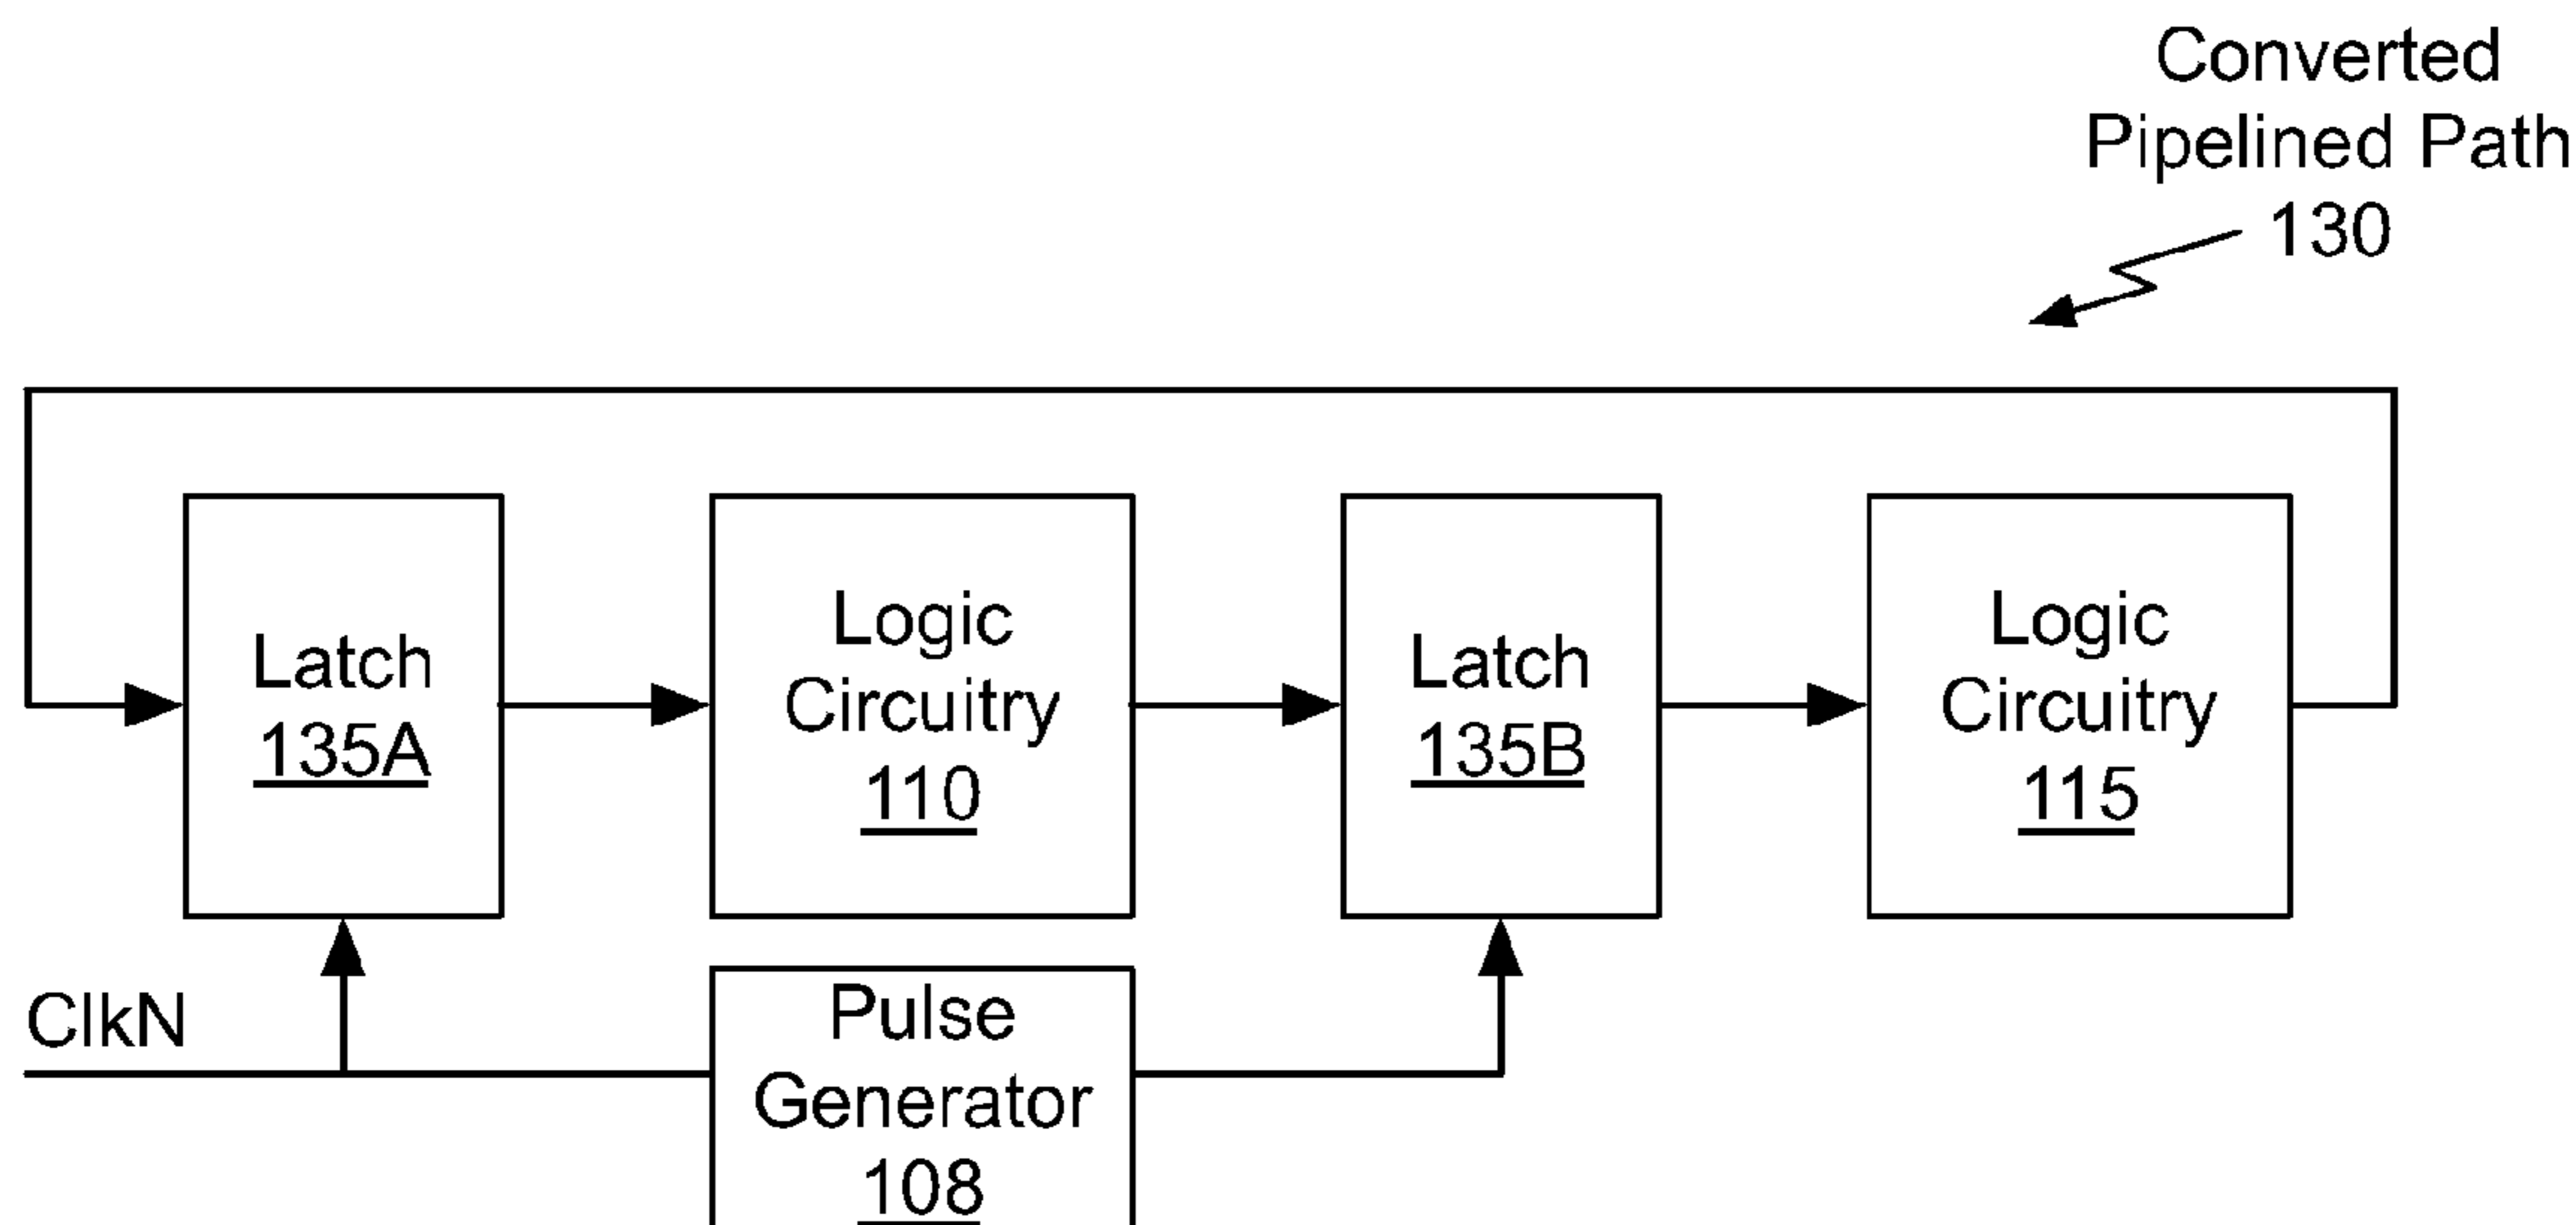 Converted
Pipelined Path
130
Latch
135A
Logic
Circuitry
110
Latch
135B
Logic
Circuitry
115
ClkN
Pulse
Generator
108